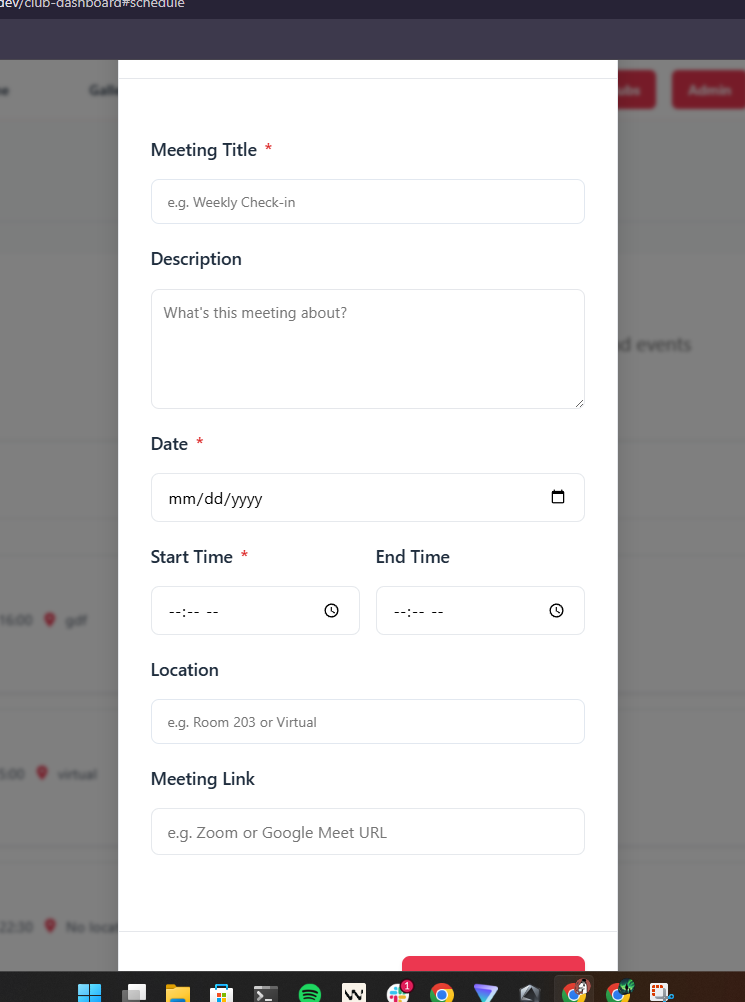 dev/club-dashboard#schedule
Admin
Meeting Title *
e.g. Weekly Check-in
Description
What's this meeting about?
d events
Date *
mm/dd/yyyy
Start Time * End Time
--:-- -- --:-- --
16:00 gdf
Location
e.g. Room 203 or Virtual
5:00 virtual
Meeting Link
e.g. Zoom or Google Meet URL
22:30 No locat
1